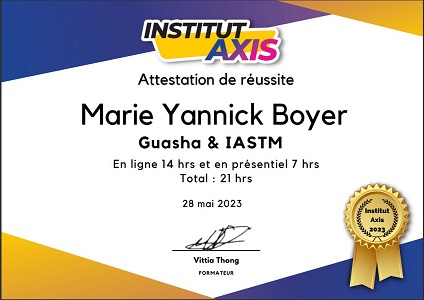 INSTITUT
AXIS
Attestation de réussite
Marie Yannick Boyer
Guasha & IASTM
En ligne 14 hrs et en présentiel 7 hrs
Total : 21 hrs
28 mai 2023
Vittia Thong
FORMATEUR
Institut
Axis
2023